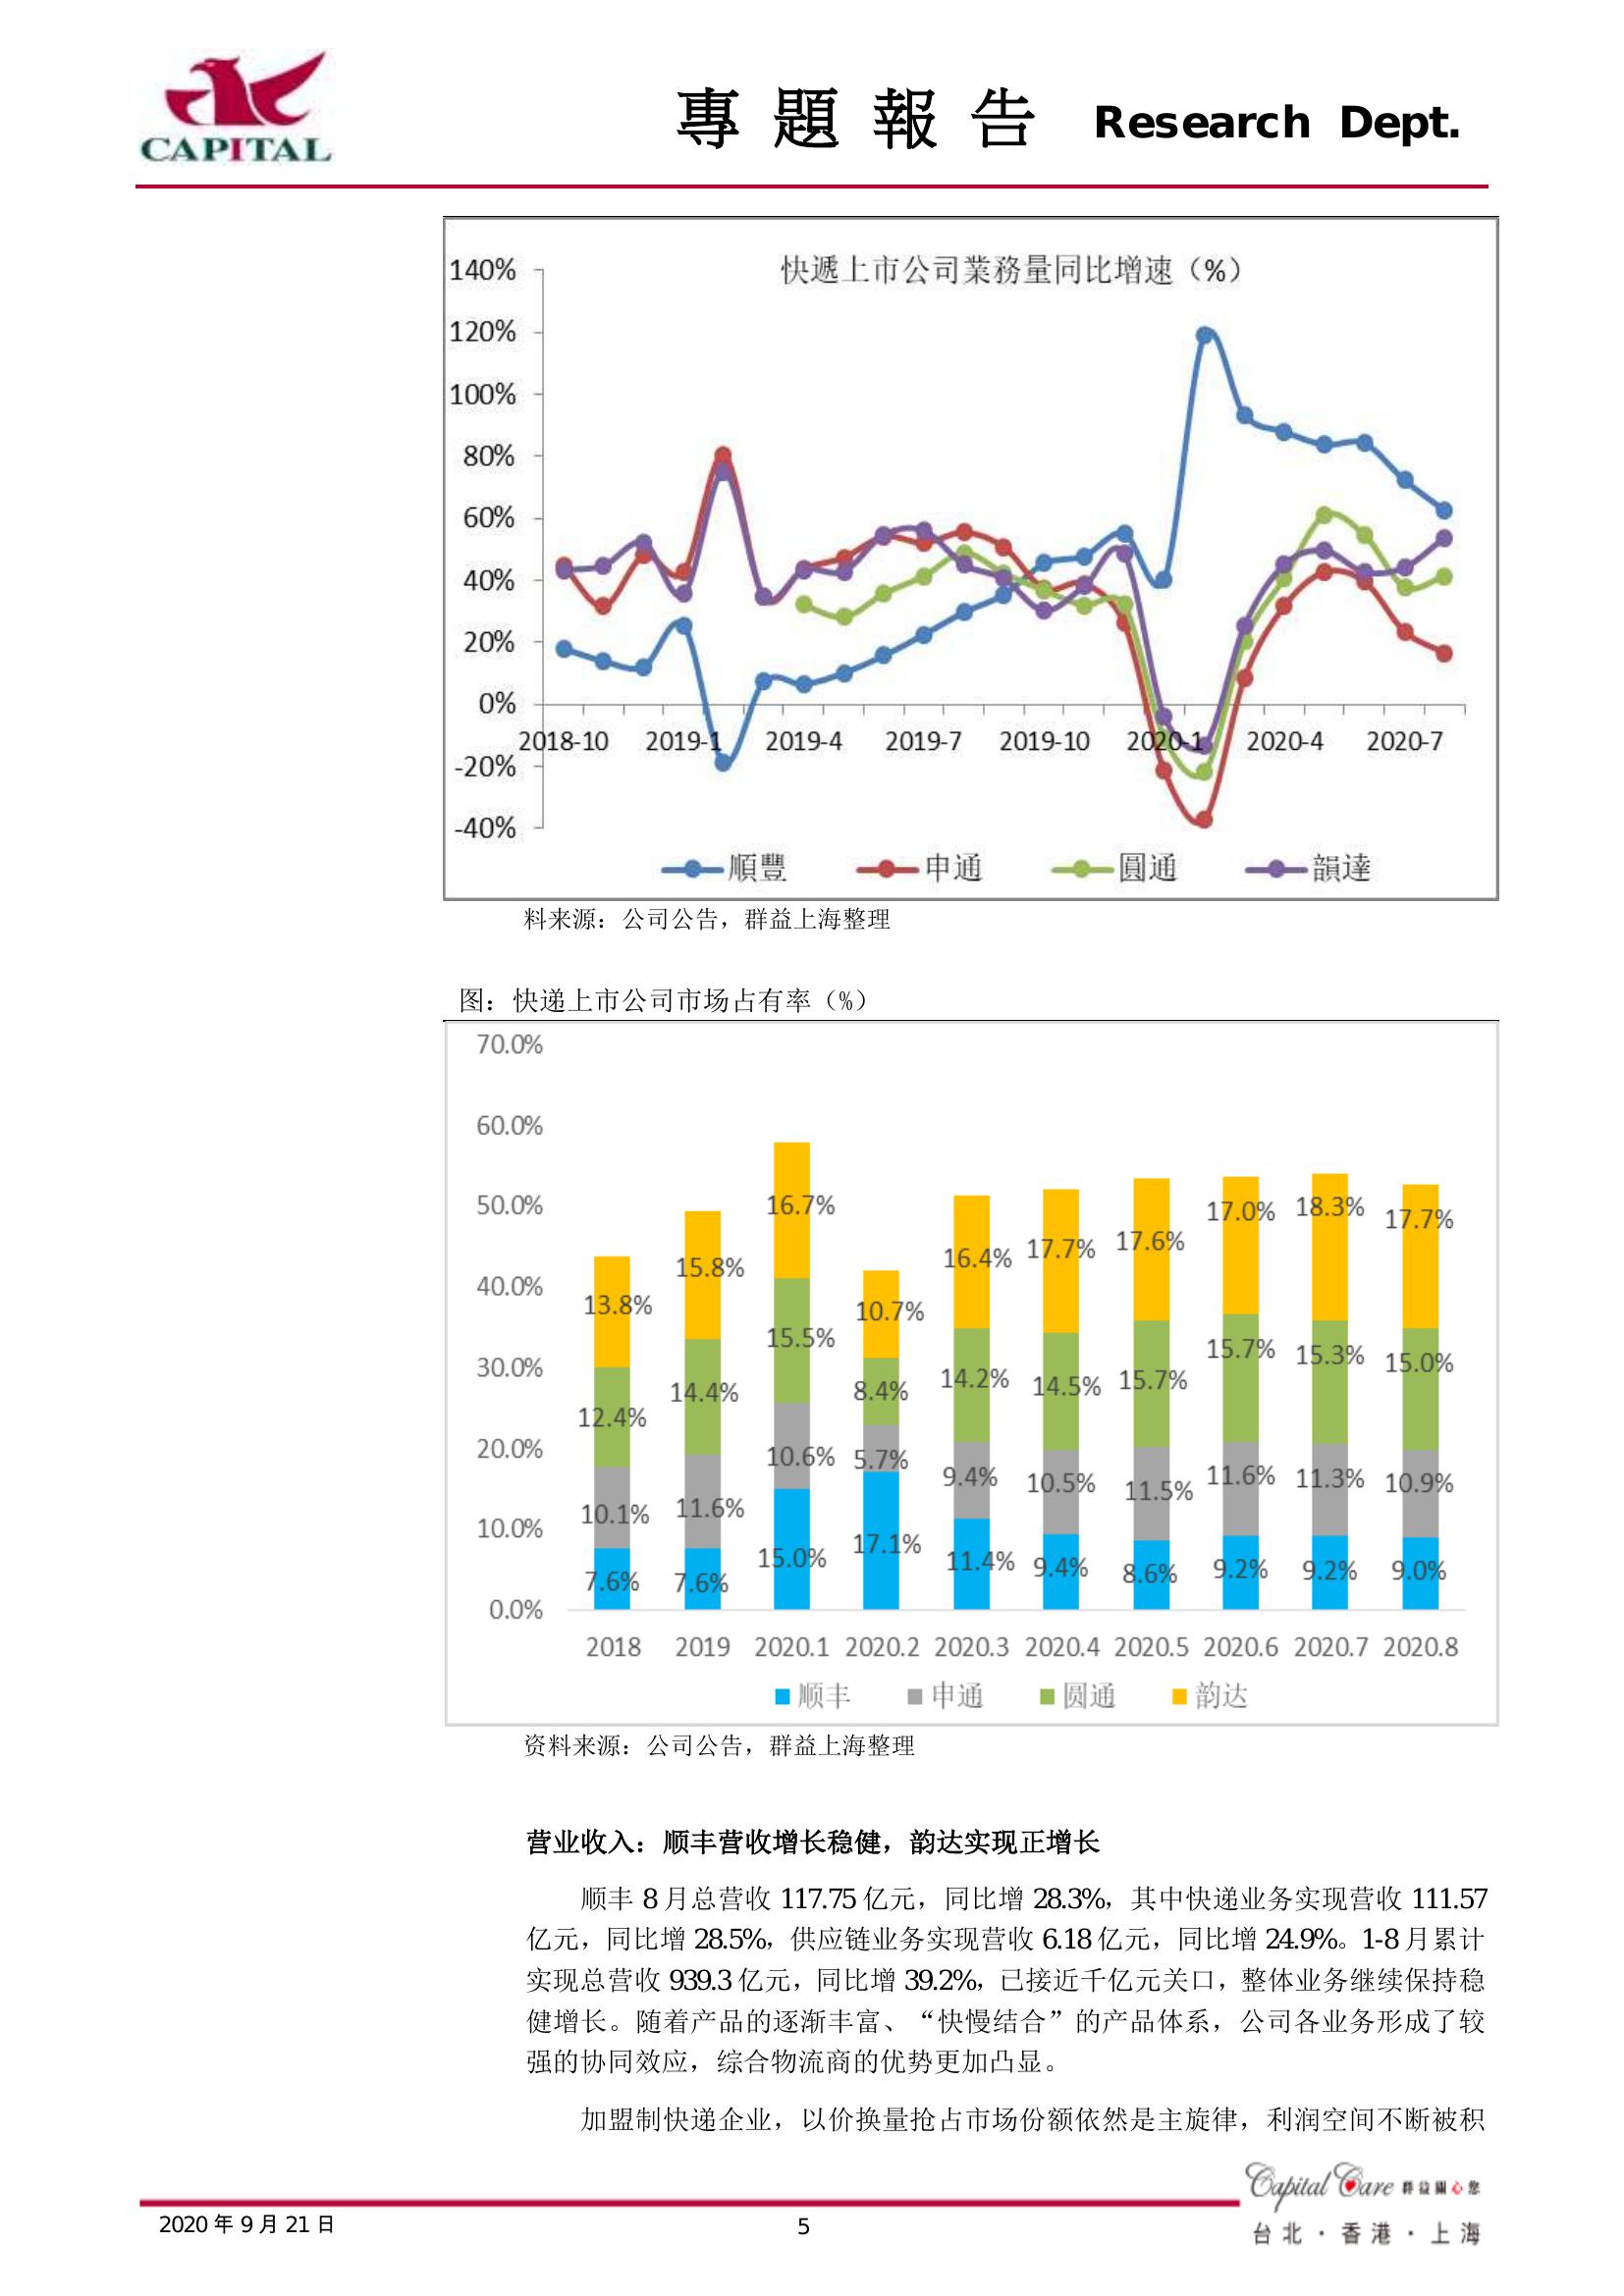 CAPITAL
專 題 報 告 Research Dept.
快遞上市公司業務量同比增速（%）
140%
120%
100%
80%
60%
40%
20%
0%
-20%
-40%
2018-10 2019-1 2019-4 2019-7 2019-10 2020-1 2020-4 2020-7
順豐 申通 圓通 韻達
料来源：公司公告，群益上海整理
图：快递上市公司市场占有率（%）
70.0%
60.0%
50.0%
40.0%
30.0%
20.0%
10.0%
0.0%
13.8% 15.8% 16.7% 10.7% 16.4% 17.7% 17.6% 17.0% 18.3% 17.7%
12.4% 14.4% 15.5% 8.4% 14.2% 14.5% 15.7% 15.7% 15.3% 15.0%
10.1% 11.6% 10.6% 5.7% 9.4% 10.5% 11.5% 11.6% 11.3% 10.9%
7.6% 7.6% 15.0% 17.1% 11.4% 9.4% 8.6% 9.2% 9.2% 9.0%
2018 2019 2020.1 2020.2 2020.3 2020.4 2020.5 2020.6 2020.7 2020.8
顺丰 申通 圆通 韵达
资料来源：公司公告，群益上海整理
营业收入：顺丰营收增长稳健，韵达实现正增长
顺丰 8 月总营收 117.75 亿元，同比增 28.3%，其中快递业务实现营收 111.57
亿元，同比增 28.5%，供应链业务实现营收 6.18 亿元，同比增 24.9%。1-8 月累计
实现总营收 939.3 亿元，同比增 39.2%，已接近千亿元关口，整体业务继续保持稳
健增长。随着产品的逐渐丰富、“快慢结合”的产品体系，公司各业务形成了较
强的协同效应，综合物流商的优势更加凸显。
加盟制快递企业，以价换量抢占市场份额依然是主旋律，利润空间不断被积
Capital Care 群益關心您
2020 年 9 月 21 日 5 台 北 · 香 港 · 上 海